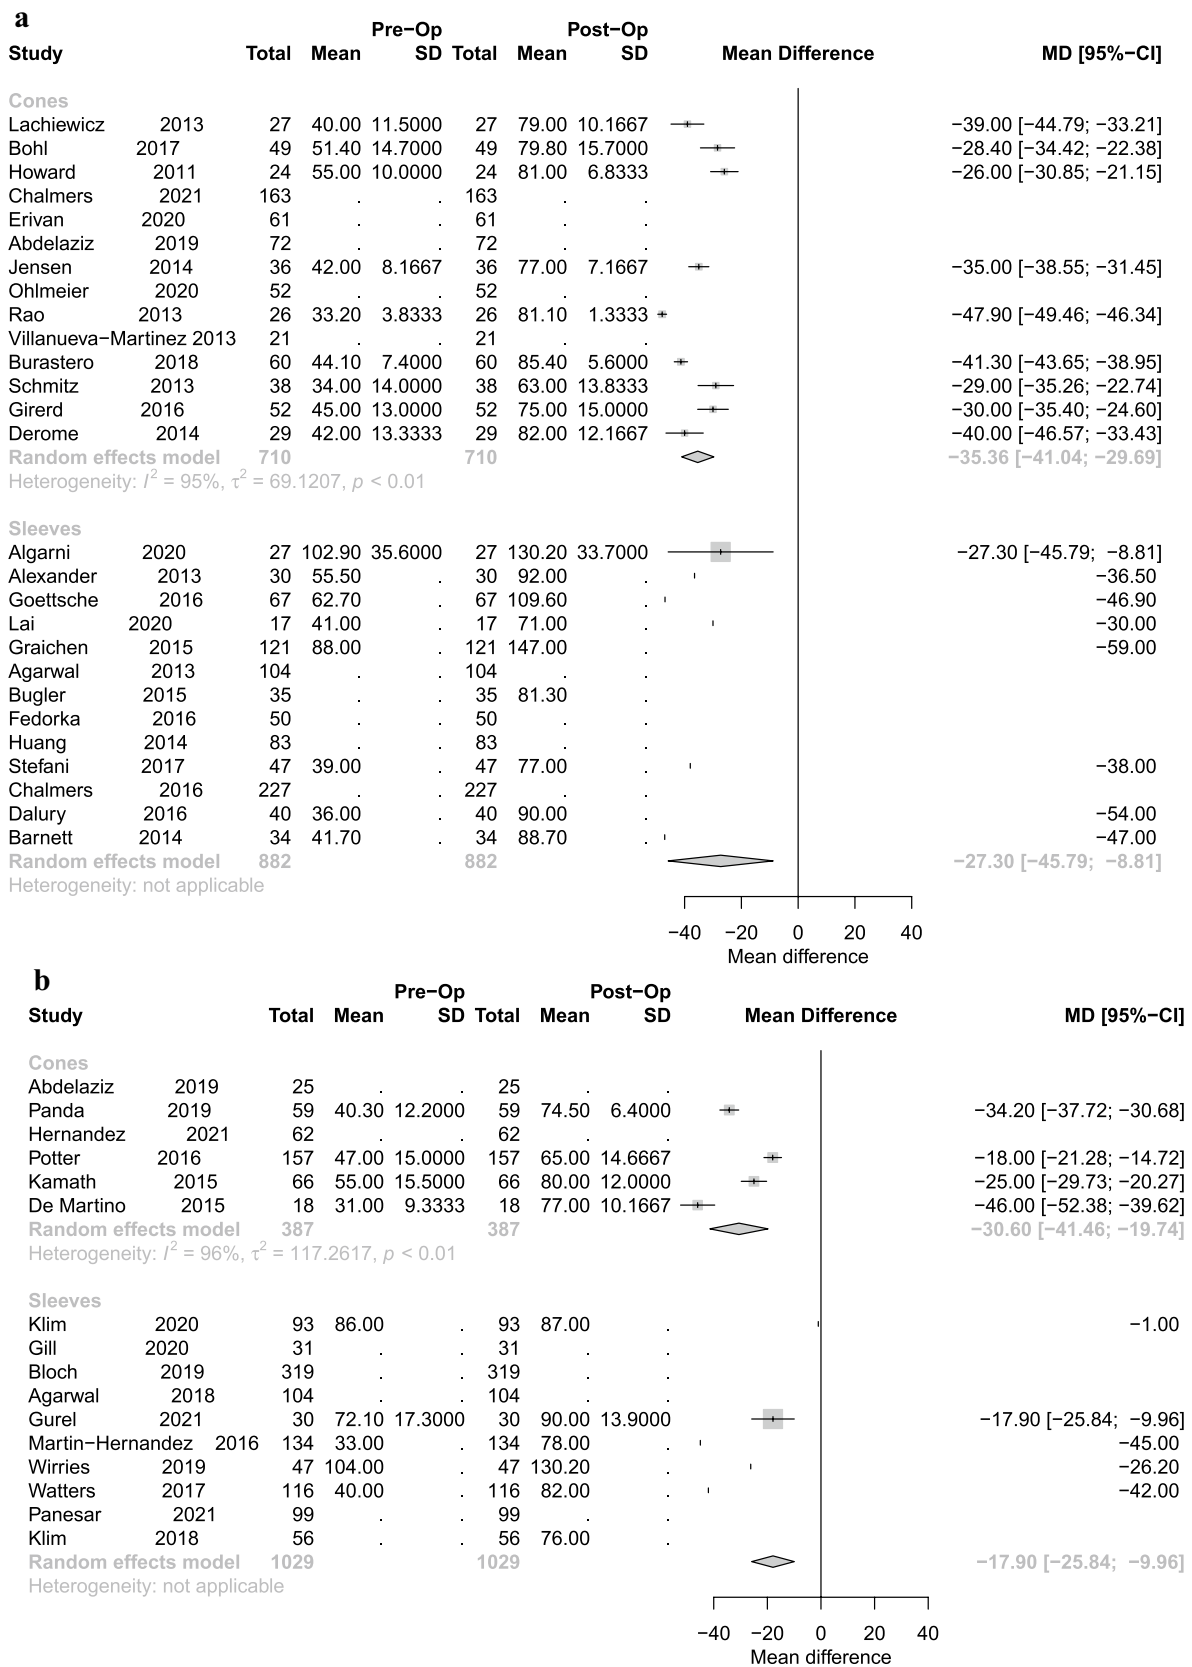 a
Pre−Op Post−Op
Study Total Mean SD Total Mean SD Mean Difference MD [95%−CI]
Cones
Lachiewicz 2013 27 40.00 11.5000 27 79.00 10.1667 −39.00 [−44.79; −33.21]
Bohl 2017 49 51.40 14.7000 49 79.80 15.7000 −28.40 [−34.42; −22.38]
Howard 2011 24 55.00 10.0000 24 81.00 6.8333 −26.00 [−30.85; −21.15]
Chalmers 2021 163 . . 163 . .
Erivan 2020 61 . . 61 . .
Abdelaziz 2019 72 . . 72 . .
Jensen 2014 36 42.00 8.1667 36 77.00 7.1667 −35.00 [−38.55; −31.45]
Ohlmeier 2020 52 . . 52 . .
Rao 2013 26 33.20 3.8333 26 81.10 1.3333 −47.90 [−49.46; −46.34]
Villanueva−Martinez 2013 21 . . 21 . .
Burastero 2018 60 44.10 7.4000 60 85.40 5.6000 −41.30 [−43.65; −38.95]
Schmitz 2013 38 34.00 14.0000 38 63.00 13.8333 −29.00 [−35.26; −22.74]
Girerd 2016 52 45.00 13.0000 52 75.00 15.0000 −30.00 [−35.40; −24.60]
Derome 2014 29 42.00 13.3333 29 82.00 12.1667 −40.00 [−46.57; −33.43]
Random effects model 710 710 −35.36 [−41.04; −29.69]
Heterogeneity: I² = 95%, τ² = 69.1207, p < 0.01
Sleeves
Algarni 2020 27 102.90 35.6000 27 130.20 33.7000 −27.30 [−45.79; −8.81]
Alexander 2013 30 55.50 . 30 92.00 . −36.50
Goettsche 2016 67 62.70 . 67 109.60 . −46.90
Lai 2020 17 41.00 . 17 71.00 . −30.00
Graichen 2015 121 88.00 . 121 147.00 . −59.00
Agarwal 2013 104 . . 104 . .
Bugler 2015 35 . . 35 81.30 .
Fedorka 2016 50 . . 50 . .
Huang 2014 83 . . 83 . .
Stefani 2017 47 39.00 . 47 77.00 . −38.00
Chalmers 2016 227 . . 227 . .
Dalury 2016 40 36.00 . 40 90.00 . −54.00
Barnett 2014 34 41.70 . 34 88.70 . −47.00
Random effects model 882 882 −27.30 [−45.79; −8.81]
Heterogeneity: not applicable
−40 −20 0 20 40
Mean difference
b
Pre−Op Post−Op
Study Total Mean SD Total Mean SD Mean Difference MD [95%−CI]
Cones
Abdelaziz 2019 25 . . 25 . .
Panda 2019 59 40.30 12.2000 59 74.50 6.4000 −34.20 [−37.72; −30.68]
Hernandez 2021 62 . . 62 . .
Potter 2016 157 47.00 15.0000 157 65.00 14.6667 −18.00 [−21.28; −14.72]
Kamath 2015 66 55.00 15.5000 66 80.00 12.0000 −25.00 [−29.73; −20.27]
De Martino 2015 18 31.00 9.3333 18 77.00 10.1667 −46.00 [−52.38; −39.62]
Random effects model 387 387 −30.60 [−41.46; −19.74]
Heterogeneity: I² = 96%, τ² = 117.2617, p < 0.01
Sleeves
Klim 2020 93 86.00 . 93 87.00 . −1.00
Gill 2020 31 . . 31 . .
Bloch 2019 319 . . 319 . .
Agarwal 2018 104 . . 104 . .
Gurel 2021 30 72.10 17.3000 30 90.00 13.9000 −17.90 [−25.84; −9.96]
Martin−Hernandez 2016 134 33.00 . 134 78.00 . −45.00
Wirries 2019 47 104.00 . 47 130.20 . −26.20
Watters 2017 116 40.00 . 116 82.00 . −42.00
Panesar 2021 99 . . 99 . .
Klim 2018 56 . . 56 76.00 .
Random effects model 1029 1029 −17.90 [−25.84; −9.96]
Heterogeneity: not applicable
−40 −20 0 20 40
Mean difference